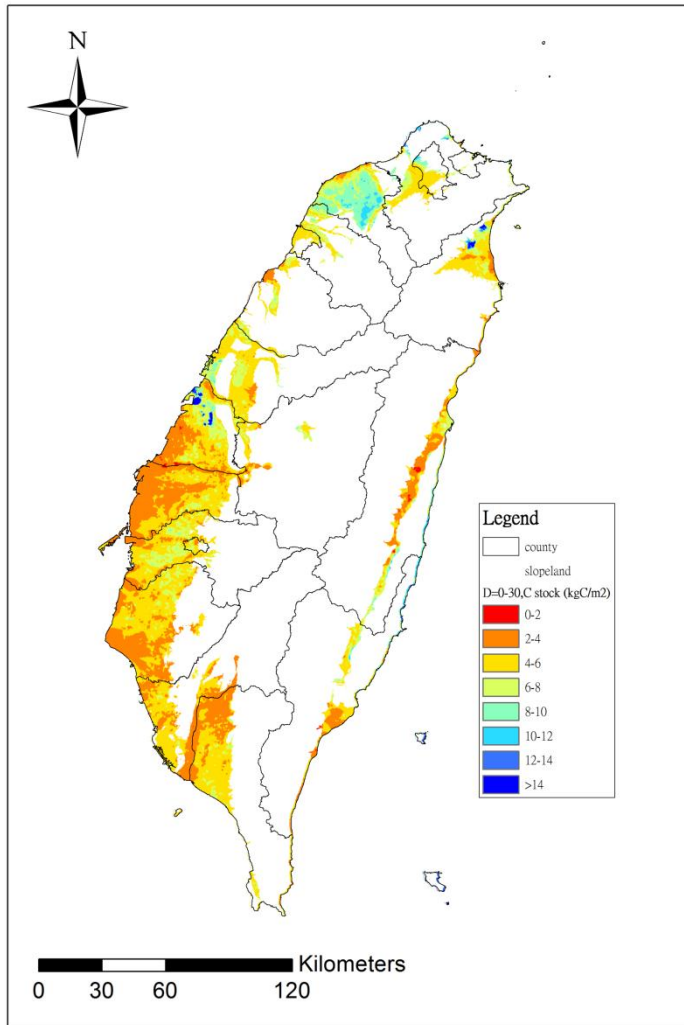 N
Legend
county
slopeland
D=0-30,C stock (kgC/m2)
0-2
2-4
4-6
6-8
8-10
10-12
12-14
>14
Kilometers
0 30 60 120